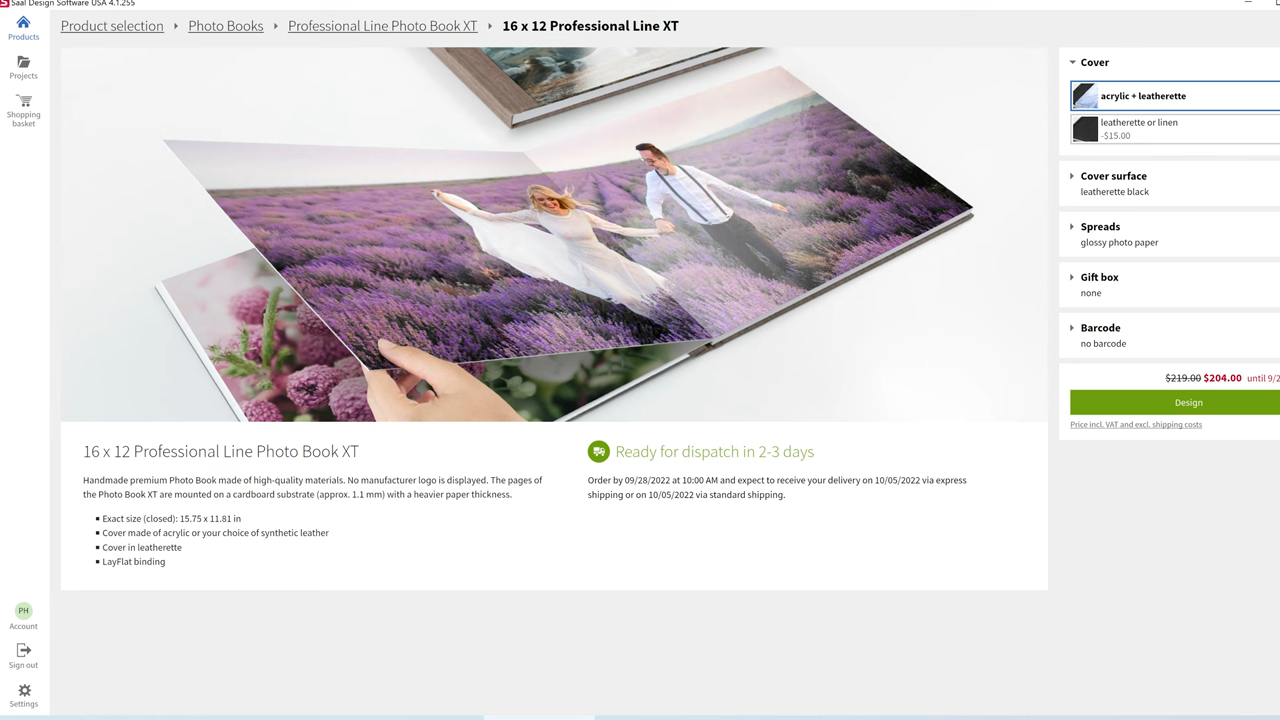 Saal Design Software USA 4.1.255
Products
Projects
Shopping
basket
PH
Account
Sign out
Settings
Product selection Photo Books Professional Line Photo Book XT 16 x 12 Professional Line XT
16 x 12 Professional Line Photo Book XT
Handmade premium Photo Book made of high-quality materials. No manufacturer logo is displayed. The pages of
the Photo Book XT are mounted on a cardboard substrate (approx. 1.1 mm) with a heavier paper thickness.
Exact size (closed): 15.75 x 11.81 in
Cover made of acrylic or your choice of synthetic leather
Cover in leatherette
LayFlat binding
Ready for dispatch in 2-3 days
Order by 09/28/2022 at 10:00 AM and expect to receive your delivery on 10/05/2022 via express
shipping or on 10/05/2022 via standard shipping.
Cover
acrylic + leatherette
leatherette or linen
-$15.00
Cover surface
leatherette black
Spreads
glossy photo paper
Gift box
none
Barcode
no barcode
$219.00 $204.00 until 9/2
Design
Price incl. VAT and excl. shipping costs